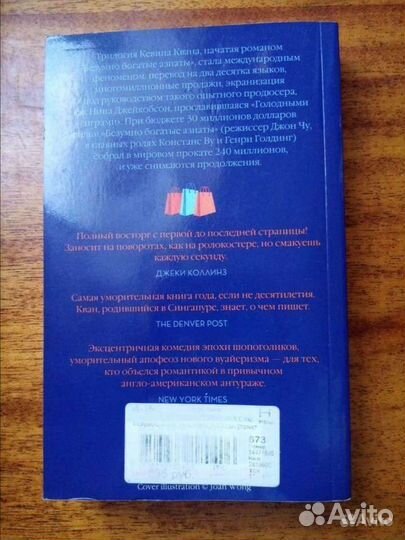 Трилогия Кевина Квана, начатая романом
«Безумно богатые азиаты», стала международным
феноменом: перевод на два десятка языков,
многомиллионные продажи, экранизация
под руководством такого опытного продюсера,
как Нина Джейкобсон, прославившаяся «Голодными
играми». При бюджете 30 миллионов долларов
фильм «Безумно богатые азиаты» (режиссер Джон Чу,
в главных ролях Констанс Ву и Генри Голдинг)
собрал в мировом прокате 240 миллионов,
и уже снимаются продолжения.
Полный восторг с первой до последней страницы!
Заносит на поворотах, как на ролокостере, но смакуешь
каждую секунду.
ДЖЕКИ КОЛЛИНЗ
Самая уморительная книга года, если не десятилетия.
Кван, родившийся в Сингапуре, знает, о чем пишет.
THE DENVER POST
Эксцентричная комедия эпохи шопоголиков,
уморительный апофеоз нового вуайеризма — для тех,
кто объелся романтикой в привычном
англо-американском антураже.
NEW YORK TIMES
673
Cover illustration © Joan Wong
Avito